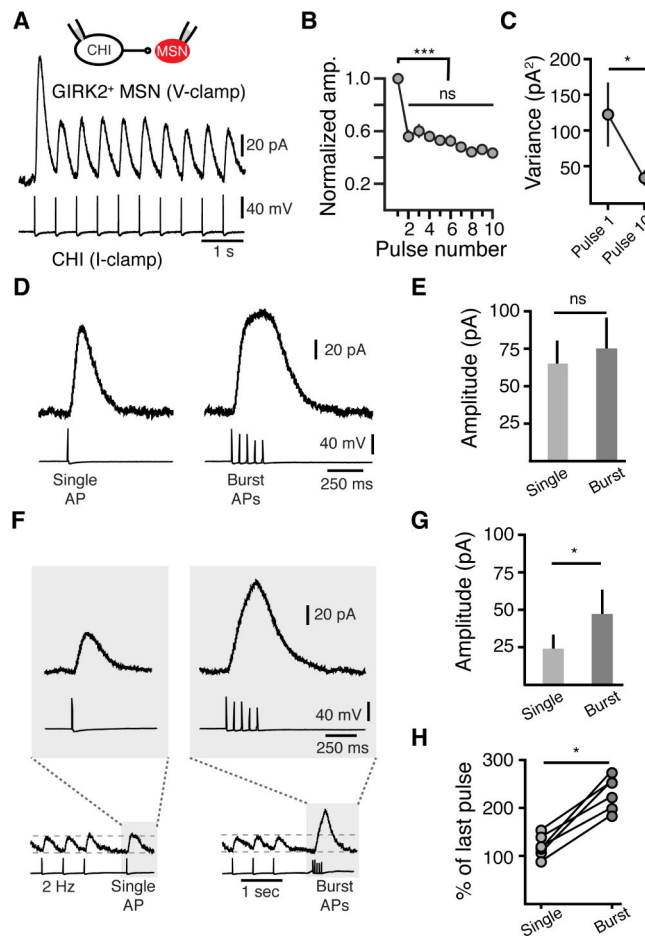 A
CHI
MSN
GIRK2⁺ MSN (V-clamp)
20 pA
40 mV
1 s
CHI (I-clamp)
B
***
ns
Normalized amp.
1.0
0.6
0.2
2 4 6 8 10
Pulse number
C
*
Variance (pA²)
200
150
100
50
Pulse 1
Pulse 10
D
20 pA
40 mV
250 ms
Single
AP
Burst
APs
E
ns
Amplitude (pA)
100
75
50
25
Single
Burst
F
20 pA
40 mV
250 ms
2 Hz
Single
AP
1 sec
Burst
APs
G
*
Amplitude (pA)
100
75
50
25
Single
Burst
H
*
% of last pulse
300
200
100
Single
Burst